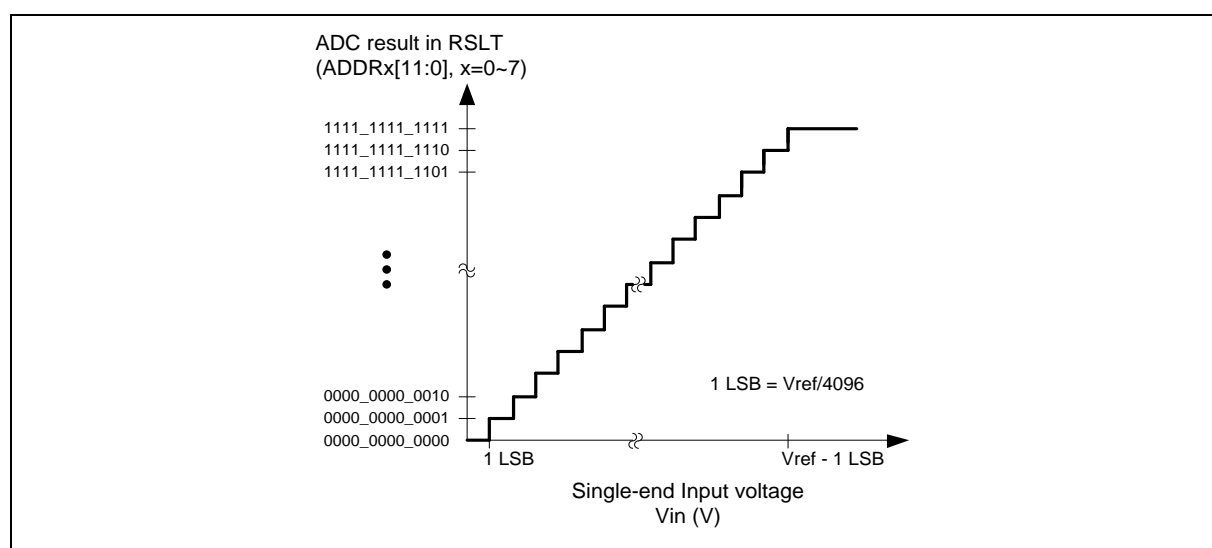 ADC result in RSLT
(ADDRx[11:0], x=0~7)
1111_1111_1111
1111_1111_1110
1111_1111_1101
0000_0000_0010
0000_0000_0001
0000_0000_0000
1 LSB = Vref/4096
1 LSB
Vref - 1 LSB
Single-end Input voltage
Vin (V)